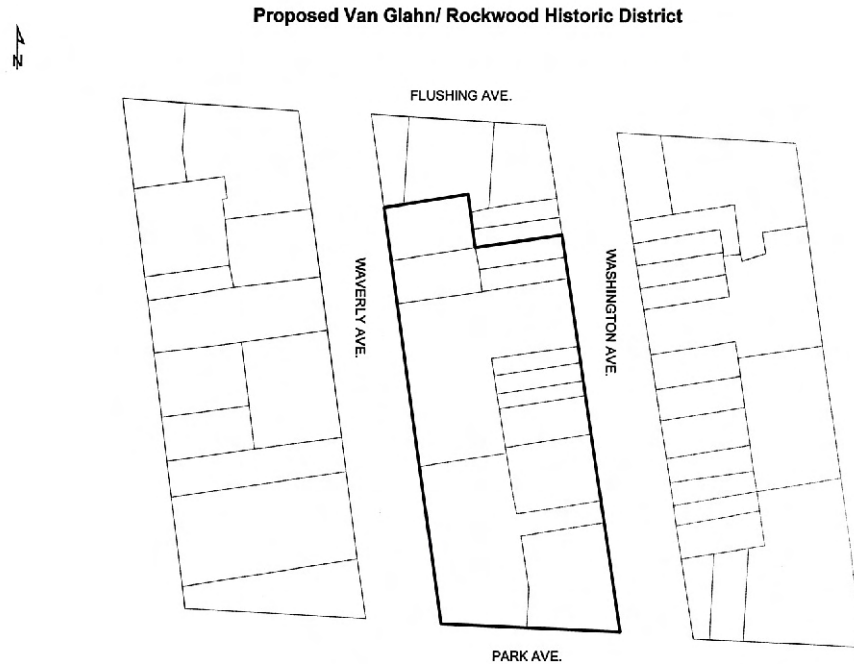 Proposed Van Glahn/ Rockwood Historic District
N
FLUSHING AVE.
WAVERLY AVE.
WASHINGTON AVE.
PARK AVE.